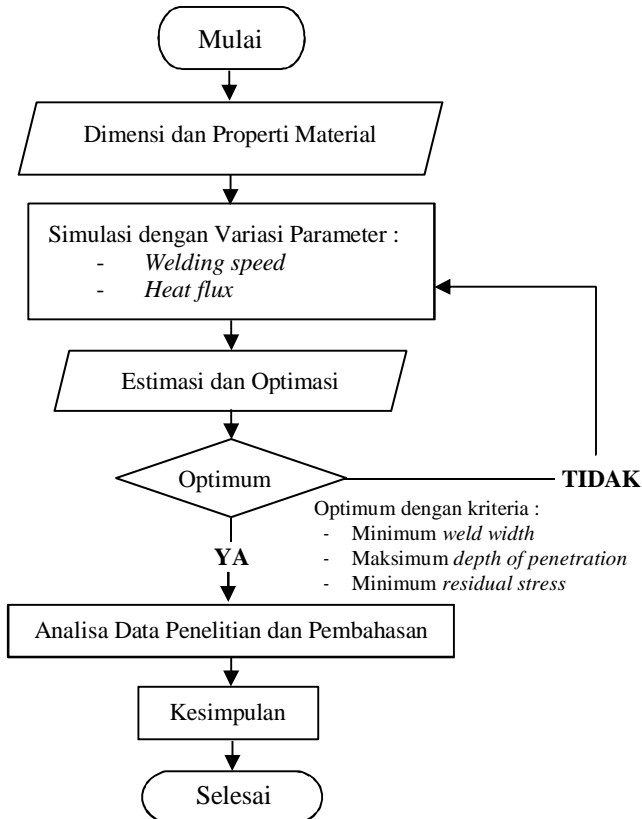 Mulai
Dimensi dan Properti Material
Simulasi dengan Variasi Parameter :
- Welding speed
- Heat flux
Estimasi dan Optimasi
Optimum
TIDAK
Optimum dengan kriteria :
- Minimum weld width
- Maksimum depth of penetration
- Minimum residual stress
YA
Analisa Data Penelitian dan Pembahasan
Kesimpulan
Selesai